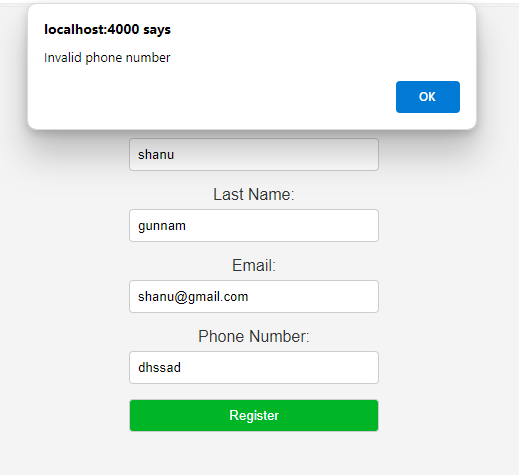 localhost:4000 says
Invalid phone number
OK
shanu
Last Name:
gunnam
Email:
shanu@gmail.com
Phone Number:
dhssad
Register